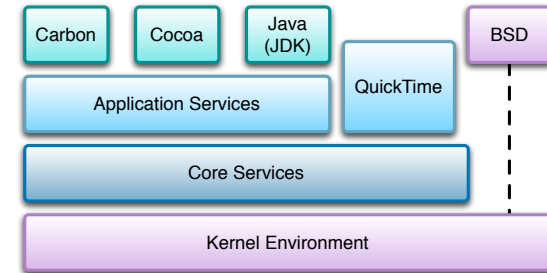 Carbon
Cocoa
Java
(JDK)
BSD
QuickTime
Application Services
Core Services
Kernel Environment